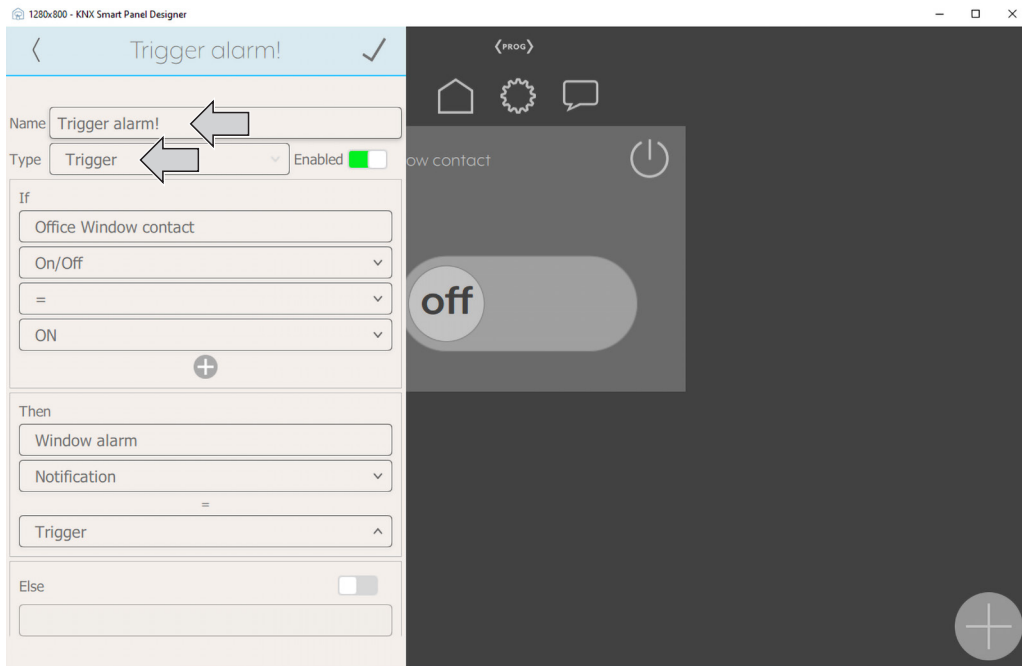 1280x800 - KNX Smart Panel Designer
Trigger alarm!
{PROG}
Name Trigger alarm!
Type Trigger Enabled
ow contact
If
Office Window contact
On/Off
=
ON
off
Then
Window alarm
Notification
=
Trigger
Else